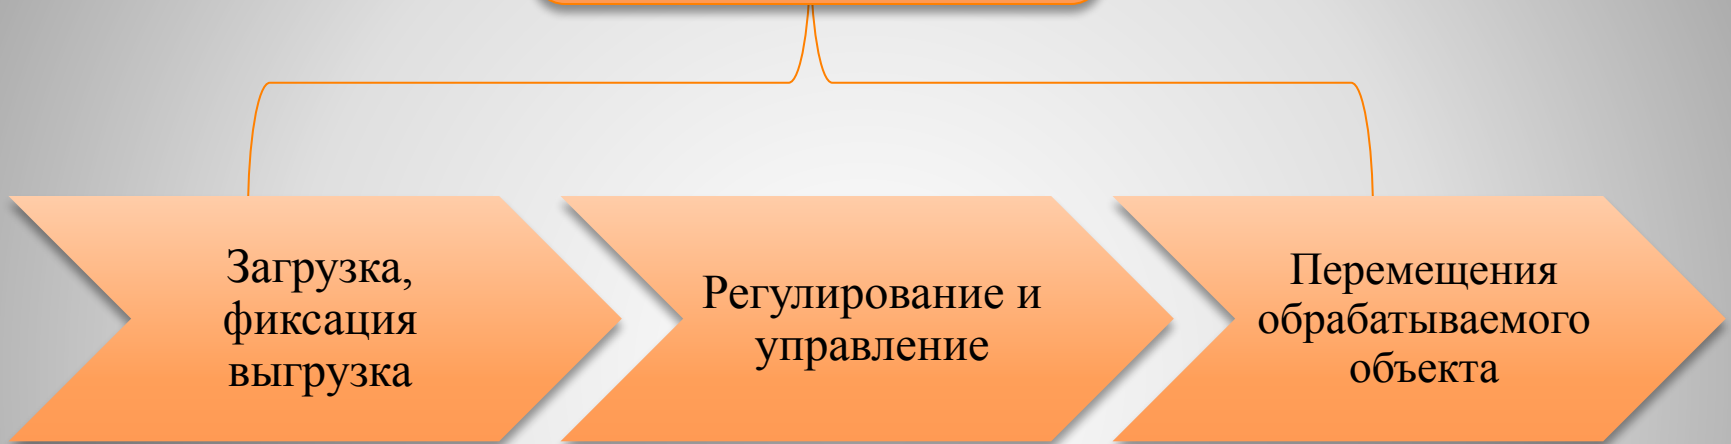 Загрузка,
фиксация
выгрузка
Регулирование и
управление
Перемещения
обрабатываемого
объекта